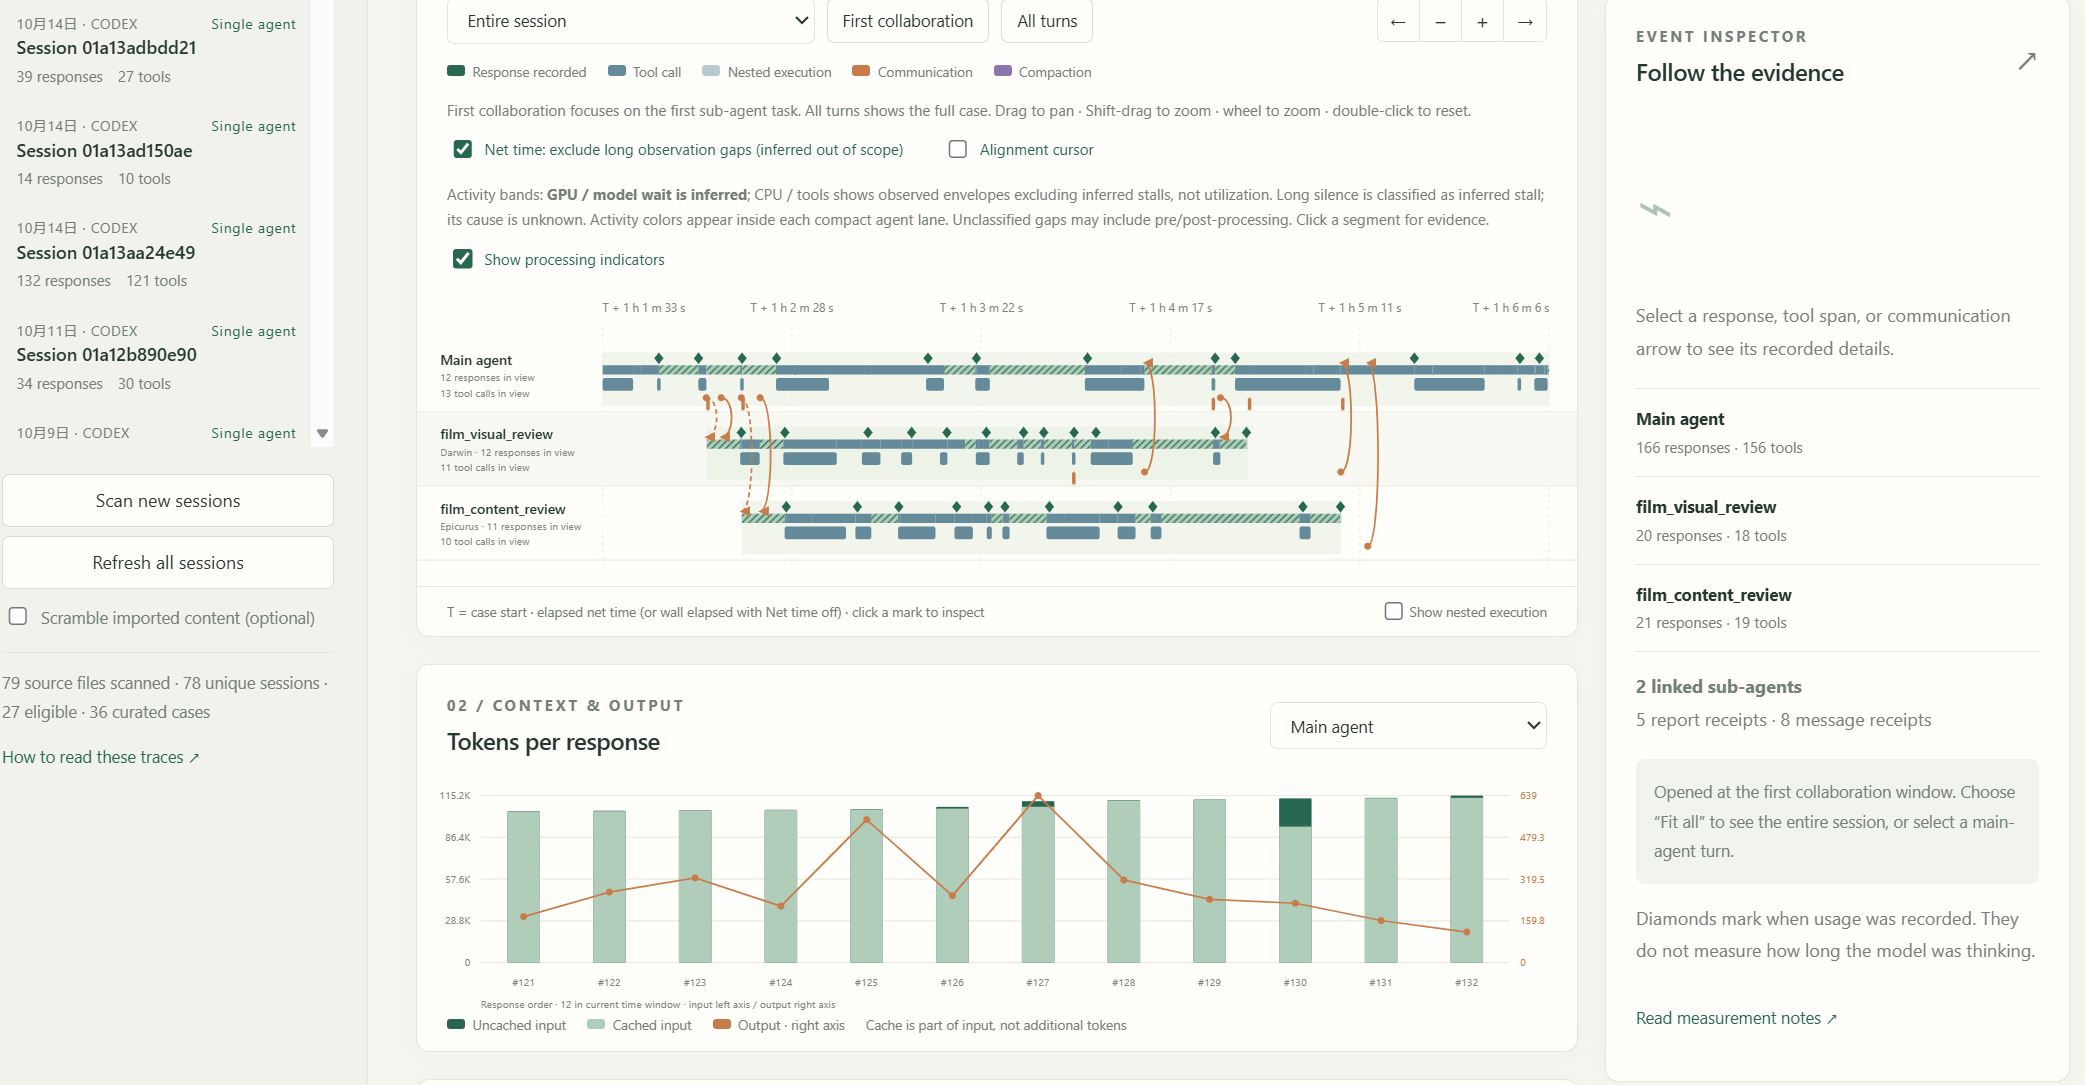 10月14日 · CODEX Single agent
Session 01a13adbdd21
39 responses 27 tools
10月14日 · CODEX Single agent
Session 01a13ad150ae
14 responses 10 tools
10月14日 · CODEX Single agent
Session 01a13aa24e49
132 responses 121 tools
10月11日 · CODEX Single agent
Session 01a12b890e90
34 responses 30 tools
10月9日 · CODEX Single agent
Scan new sessions
Refresh all sessions
Scramble imported content (optional)
79 source files scanned · 78 unique sessions ·
27 eligible · 36 curated cases
How to read these traces ↗
Entire session First collaboration All turns ← − + →
Response recorded Tool call Nested execution Communication Compaction
First collaboration focuses on the first sub-agent task. All turns shows the full case. Drag to pan · Shift-drag to zoom · wheel to zoom · double-click to reset.
Net time: exclude long observation gaps (inferred out of scope) Alignment cursor
Activity bands: GPU / model wait is inferred; CPU / tools shows observed envelopes excluding inferred stalls, not utilization. Long silence is classified as inferred stall;
its cause is unknown. Activity colors appear inside each compact agent lane. Unclassified gaps may include pre/post-processing. Click a segment for evidence.
Show processing indicators
T + 1 h 1 m 33 s T + 1 h 2 m 28 s T + 1 h 3 m 22 s T + 1 h 4 m 17 s T + 1 h 5 m 11 s T + 1 h 6 m 6 s
Main agent
12 responses in view
13 tool calls in view
film_visual_review
Darwin · 12 responses in view
11 tool calls in view
film_content_review
Epicurus · 11 responses in view
10 tool calls in view
T = case start · elapsed net time (or wall elapsed with Net time off) · click a mark to inspect Show nested execution
02 / CONTEXT & OUTPUT
Tokens per response
Main agent
115.2K 639
86.4K 479.3
57.6K 319.5
28.8K 159.8
0 0
#121 #122 #123 #124 #125 #126 #127 #128 #129 #130 #131 #132
Response order · 12 in current time window · input left axis / output right axis
Uncached input Cached input Output · right axis Cache is part of input, not additional tokens
EVENT INSPECTOR
Follow the evidence ↗
Select a response, tool span, or communication
arrow to see its recorded details.
Main agent
166 responses · 156 tools
film_visual_review
20 responses · 18 tools
film_content_review
21 responses · 19 tools
2 linked sub-agents
5 report receipts · 8 message receipts
Opened at the first collaboration window. Choose
“Fit all” to see the entire session, or select a main-
agent turn.
Diamonds mark when usage was recorded. They
do not measure how long the model was thinking.
Read measurement notes ↗